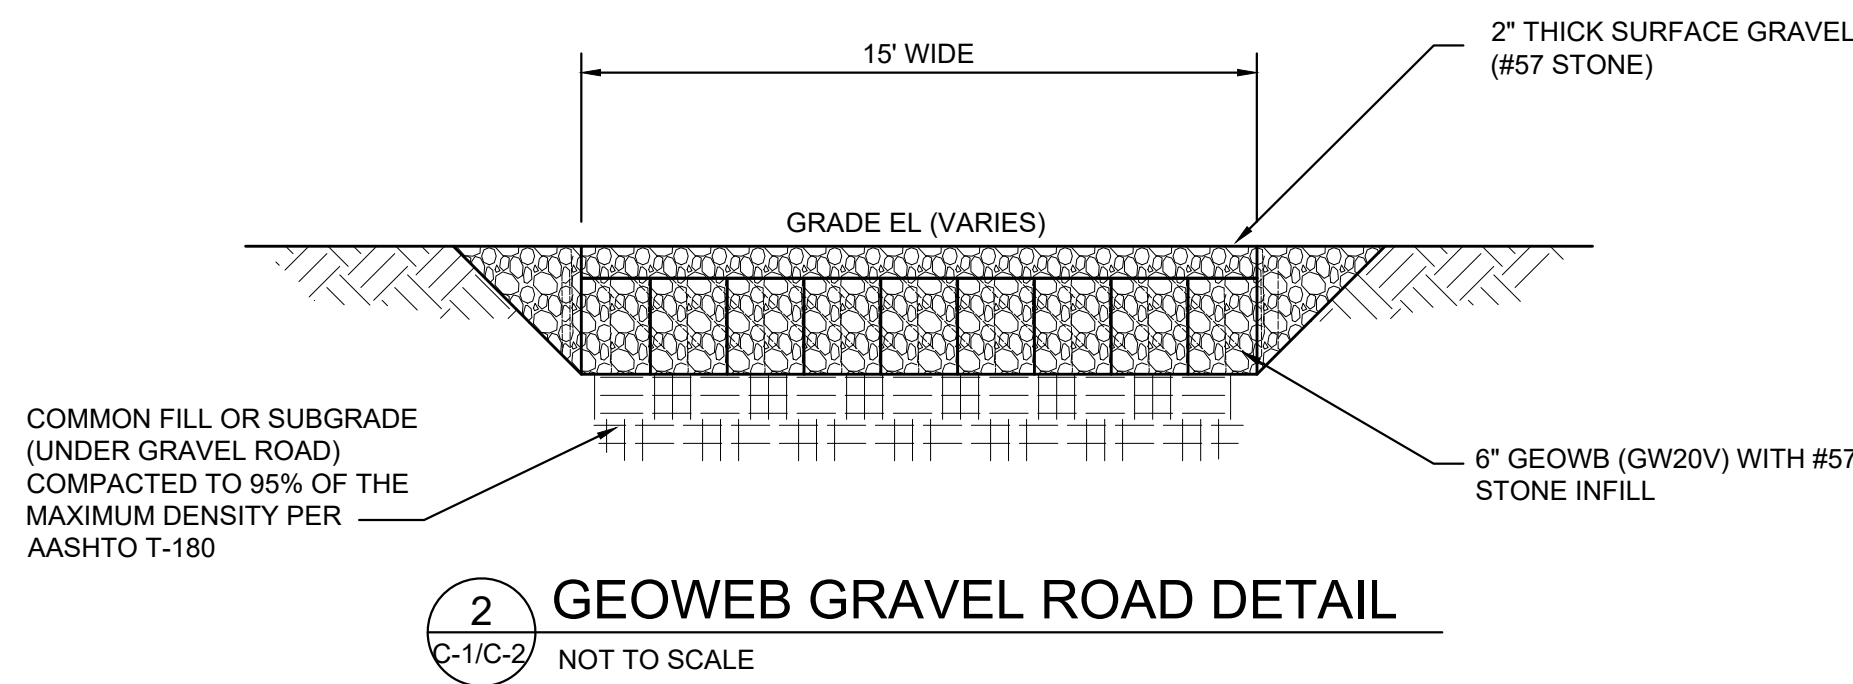 15' WIDE
2" THICK SURFACE GRAVEL
(#57 STONE)
GRADE EL (VARIES)
COMMON FILL OR SUBGRADE
(UNDER GRAVEL ROAD)
COMPACTED TO 95% OF THE
MAXIMUM DENSITY PER
AASHTO T-180
6" GEOWB (GW20V) WITH #57
STONE INFILL
2
C-1/C-2
GEOWEB GRAVEL ROAD DETAIL
NOT TO SCALE